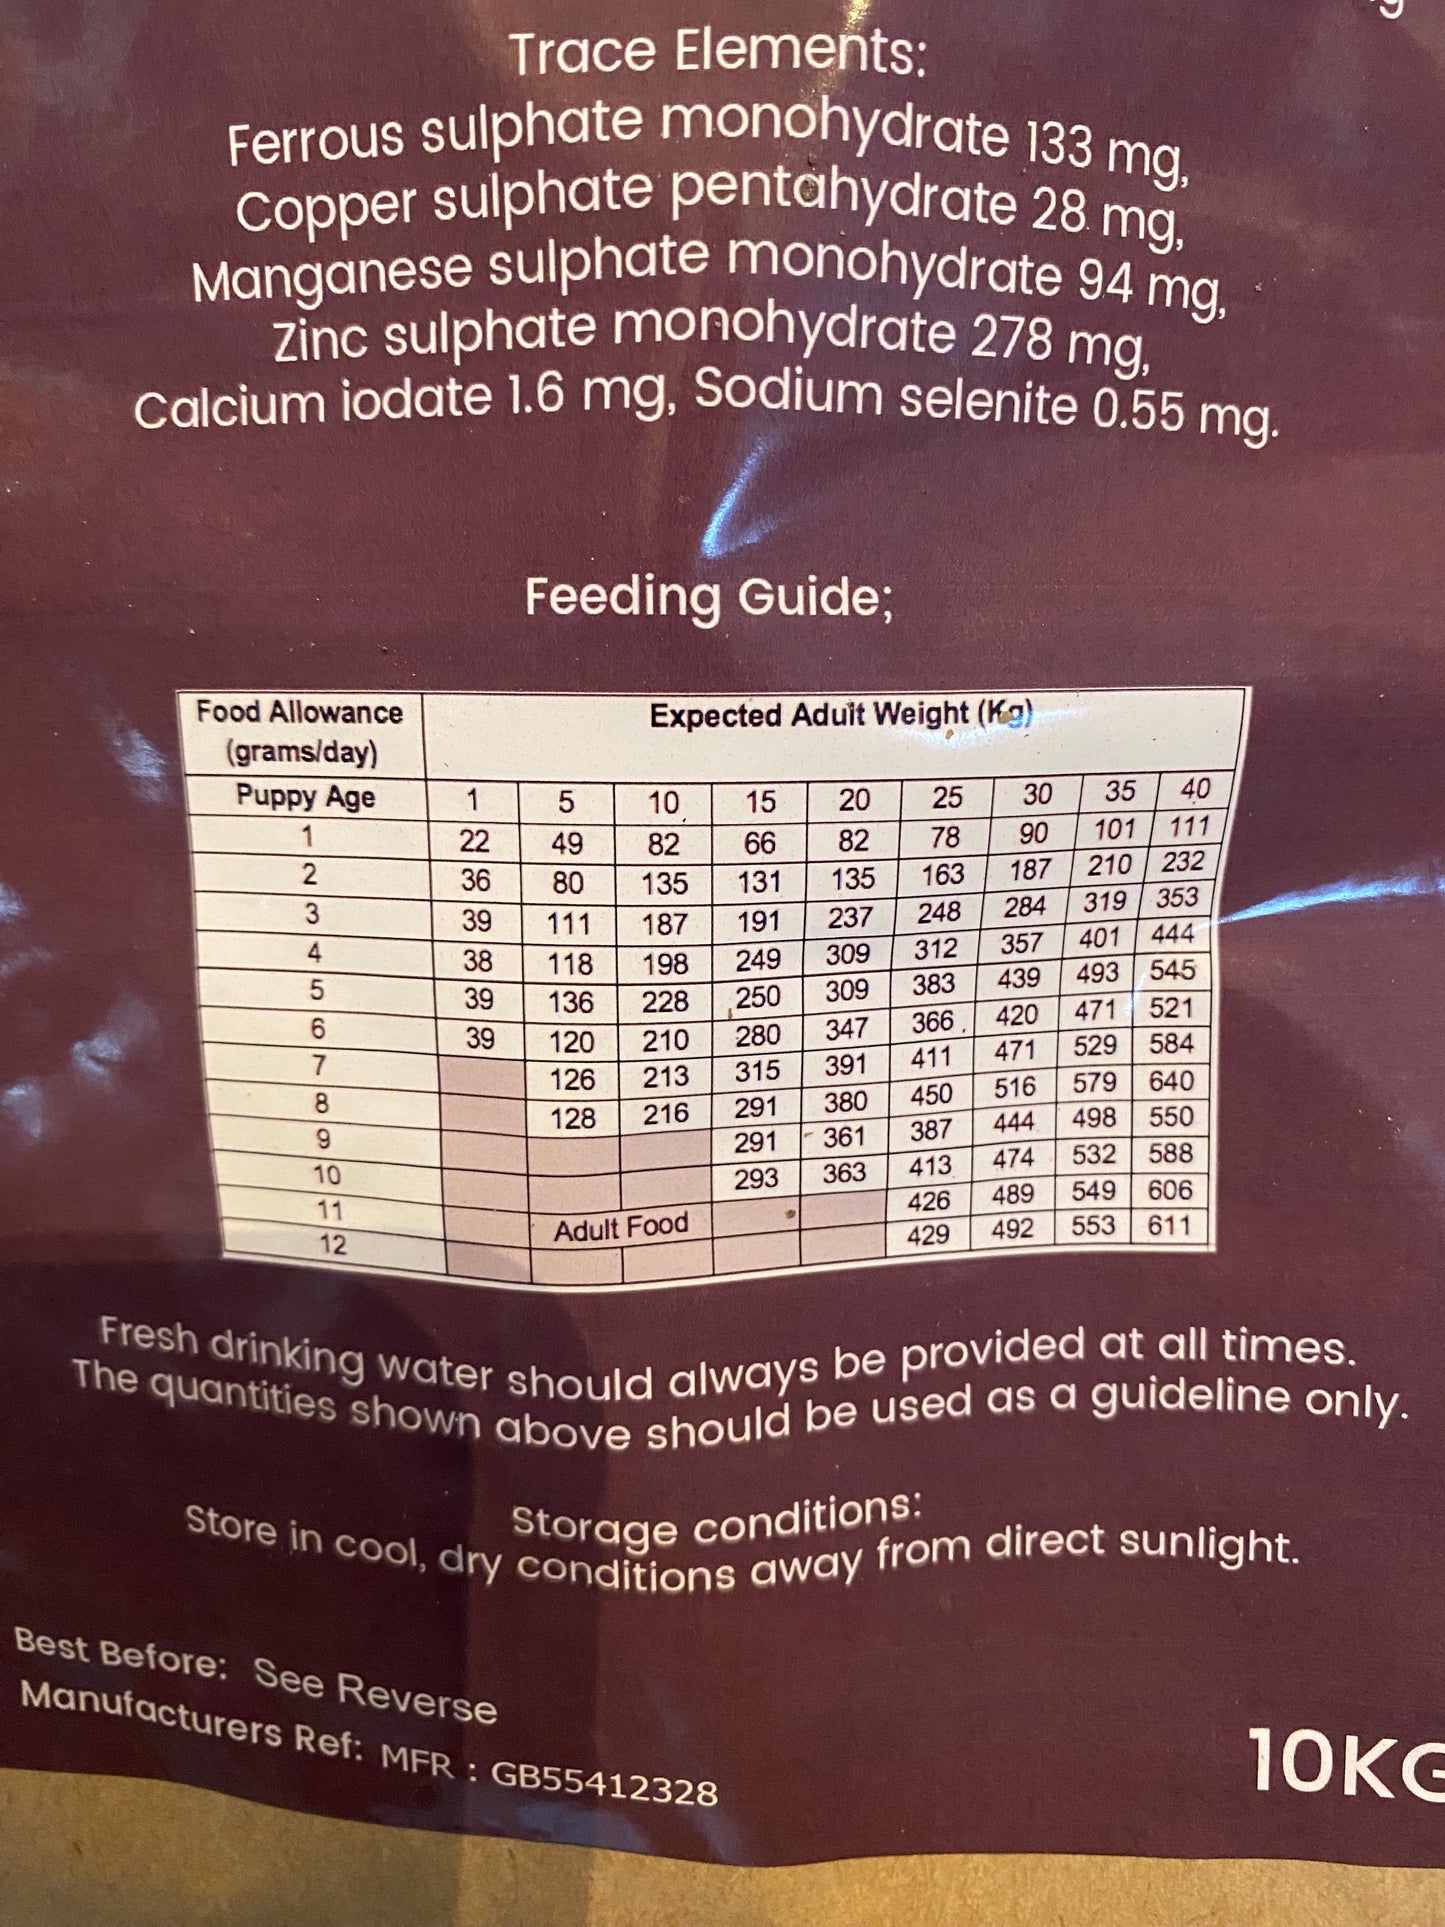 Trace Elements:
Ferrous sulphate monohydrate 133 mg,
Copper sulphate pentahydrate 28 mg,
Manganese sulphate monohydrate 94 mg,
Zinc sulphate monohydrate 278 mg,
Calcium iodate 1.6 mg, Sodium selenite 0.55 mg.
Feeding Guide;
Food Allowance (grams/day) Expected Adult Weight (Kg)
Puppy Age 1 5 10 15 20 25 30 35 40
1 22 49 82 66 82 78 90 101 111
2 36 80 135 131 135 163 187 210 232
3 39 111 187 191 237 248 284 319 353
4 38 118 198 249 309 312 357 401 444
5 39 136 228 250 309 383 439 493 545
6 39 120 210 280 347 366 420 471 521
7 126 213 315 391 411 471 529 584
8 128 216 291 380 450 516 579 640
9 291 361 387 444 498 550
10 293 363 413 474 532 588
11 Adult Food 426 489 549 606
12 429 492 553 611
Fresh drinking water should always be provided at all times.
The quantities shown above should be used as a guideline only.
Storage conditions:
Store in cool, dry conditions away from direct sunlight.
Best Before: See Reverse
Manufacturers Ref: MFR : GB55412328
10KG